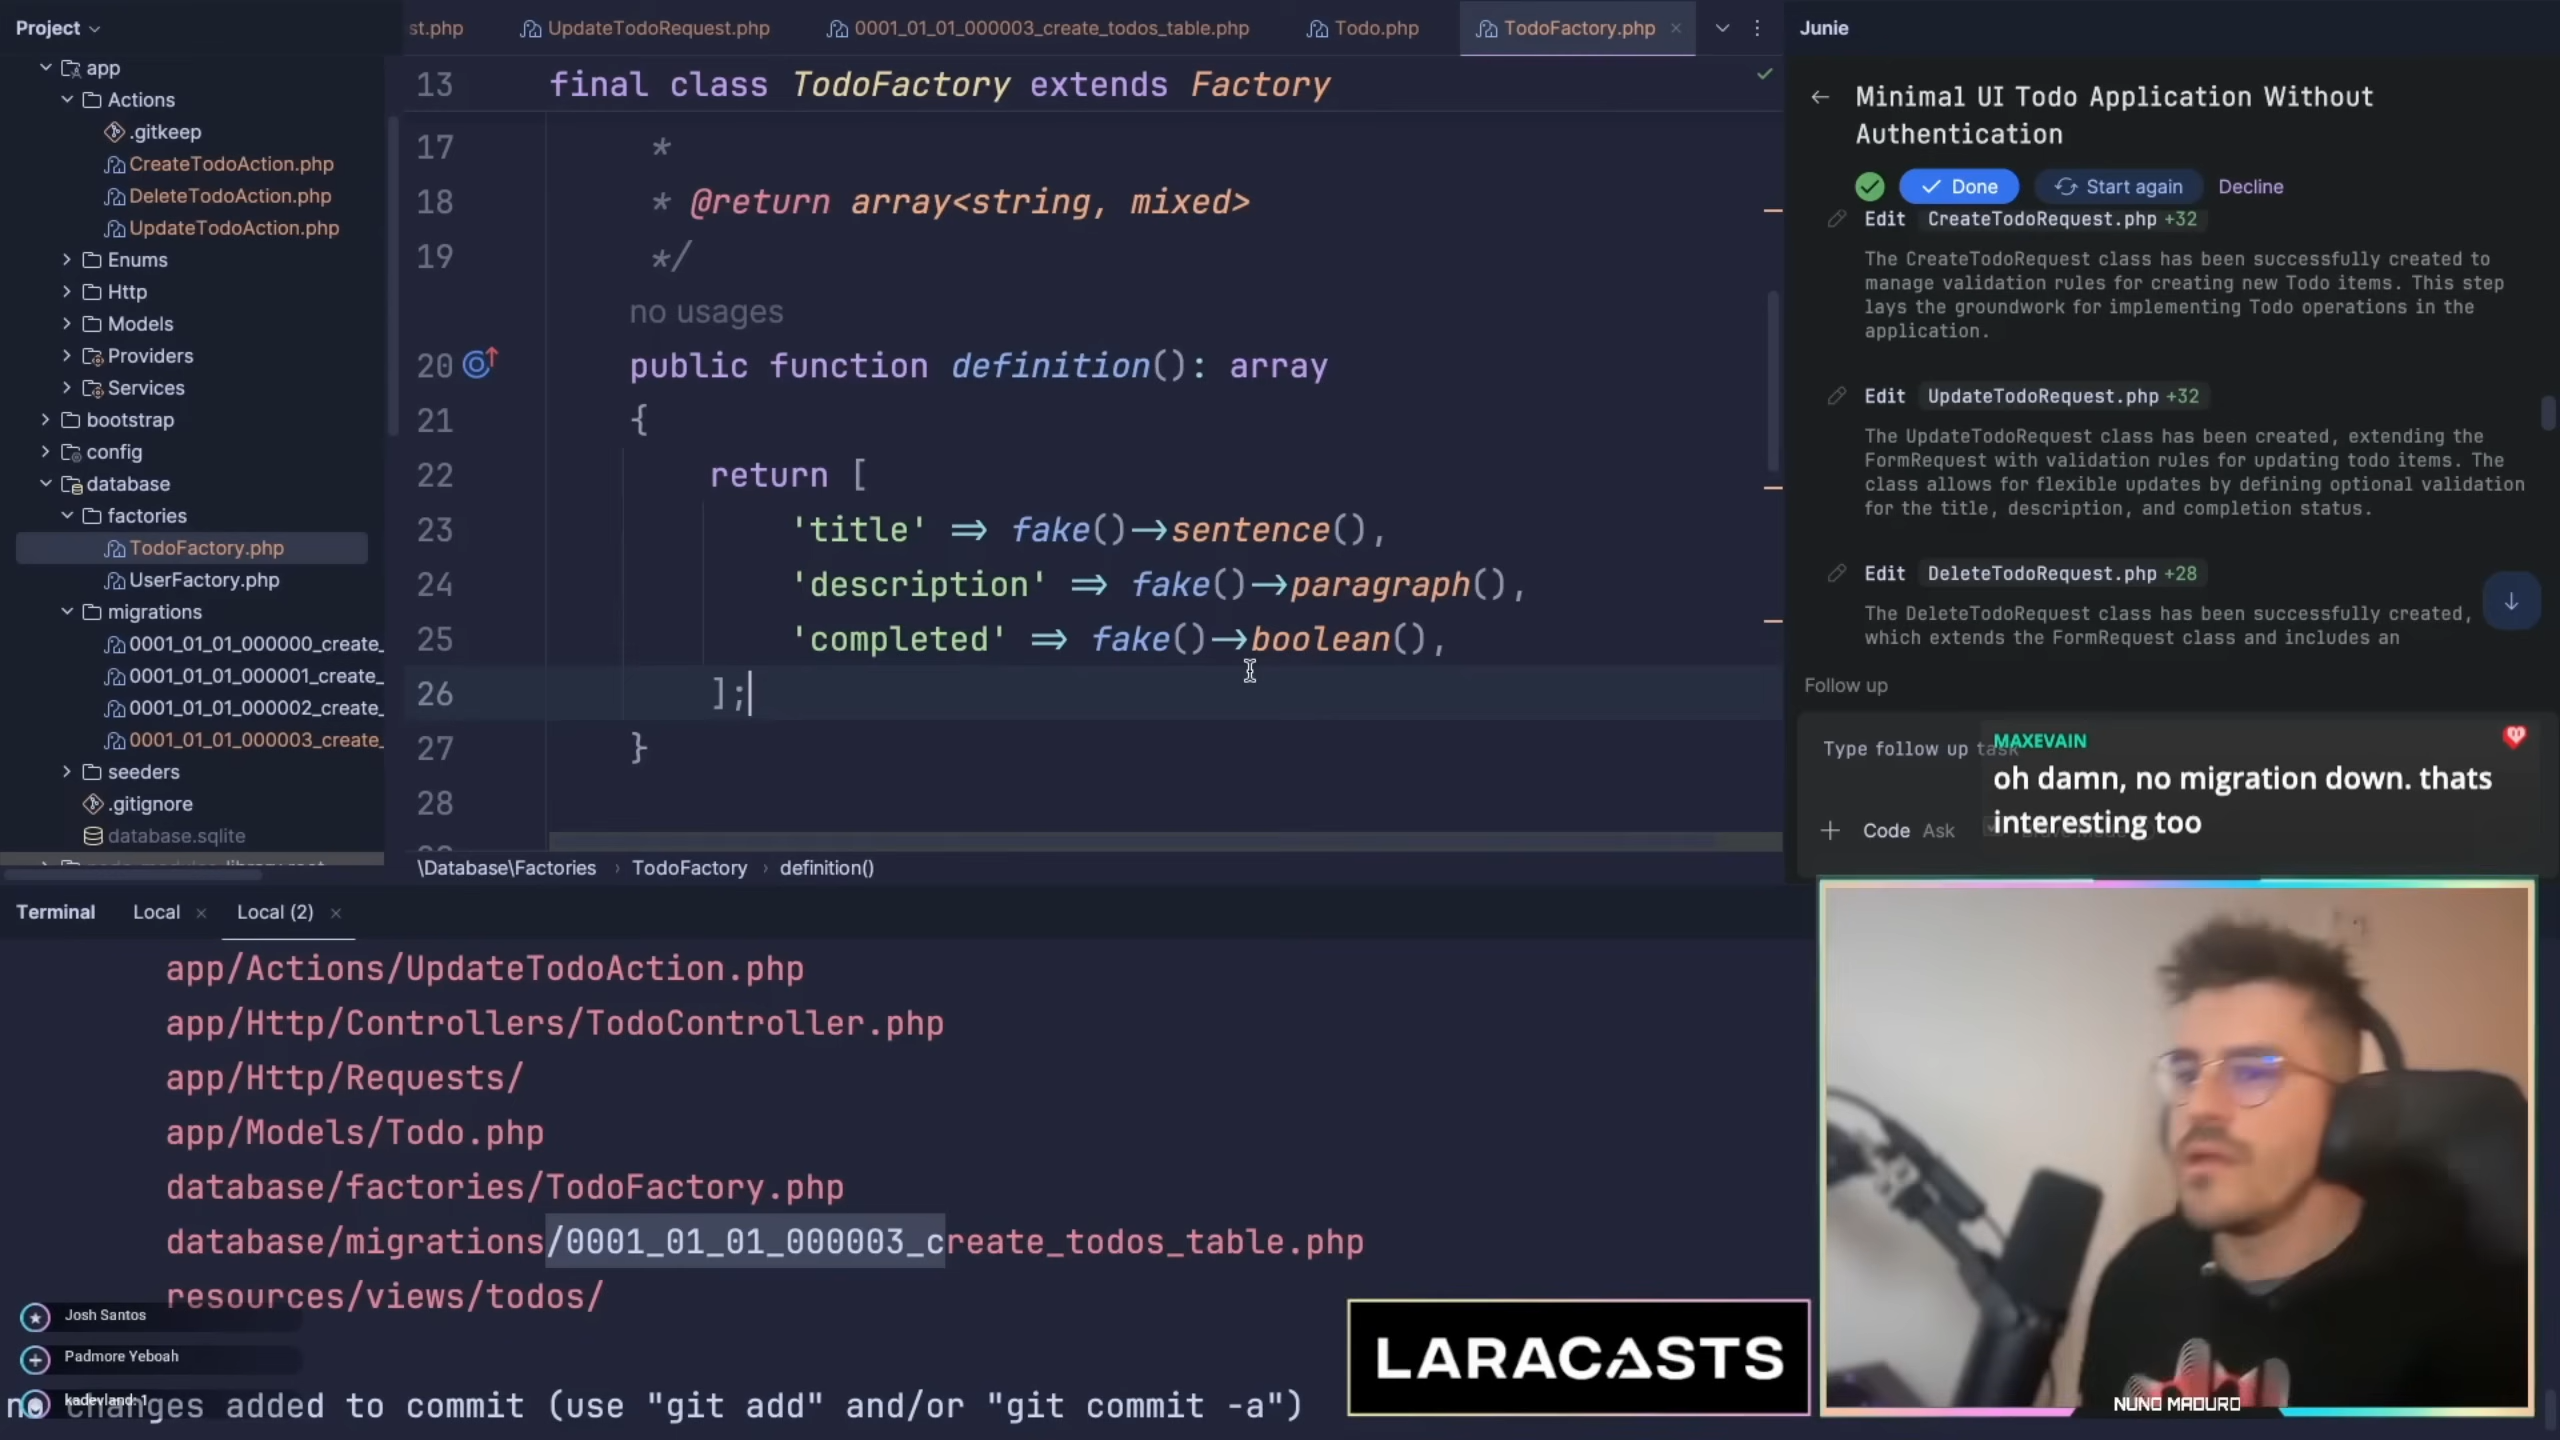 Project
app
Actions
.gitkeep
CreateTodoAction.php
DeleteTodoAction.php
UpdateTodoAction.php
Enums
Http
Models
Providers
Services
bootstrap
config
database
factories
TodoFactory.php
UserFactory.php
migrations
0001_01_01_000000_create_
0001_01_01_000001_create_
0001_01_01_000002_create_
0001_01_01_000003_create_
seeders
.gitignore
database.sqlite
st.php
UpdateTodoRequest.php
0001_01_01_000003_create_todos_table.php
Todo.php
TodoFactory.php
13 final class TodoFactory extends Factory
17 *
18 * @return array<string, mixed>
19 */
no usages
20 public function definition(): array
21 {
22 return [
23 'title' => fake()->sentence(),
24 'description' => fake()->paragraph(),
25 'completed' => fake()->boolean(),
26 ];
27 }
28
\Database\Factories › TodoFactory › definition()
Junie
Minimal UI Todo Application Without
Authentication
Done Start again Decline
Edit CreateTodoRequest.php +32
The CreateTodoRequest class has been successfully created to
manage validation rules for creating new Todo items. This step
lays the groundwork for implementing Todo operations in the
application.
Edit UpdateTodoRequest.php +32
The UpdateTodoRequest class has been created, extending the
FormRequest with validation rules for updating todo items. The
class allows for flexible updates by defining optional validation
for the title, description, and completion status.
Edit DeleteTodoRequest.php +28
The DeleteTodoRequest class has been successfully created,
which extends the FormRequest class and includes an
Follow up
Type follow up task
MAXEVAIN
oh damn, no migration down. thats
interesting too
Code Ask
Terminal Local Local (2)
app/Actions/UpdateTodoAction.php
app/Http/Controllers/TodoController.php
app/Http/Requests/
app/Models/Todo.php
database/factories/TodoFactory.php
database/migrations/0001_01_01_000003_create_todos_table.php
resources/views/todos/
Josh Santos
Padmore Yeboah
kadevland: 1
no changes added to commit (use "git add" and/or "git commit -a")
LARACASTS
NUNO MADURO